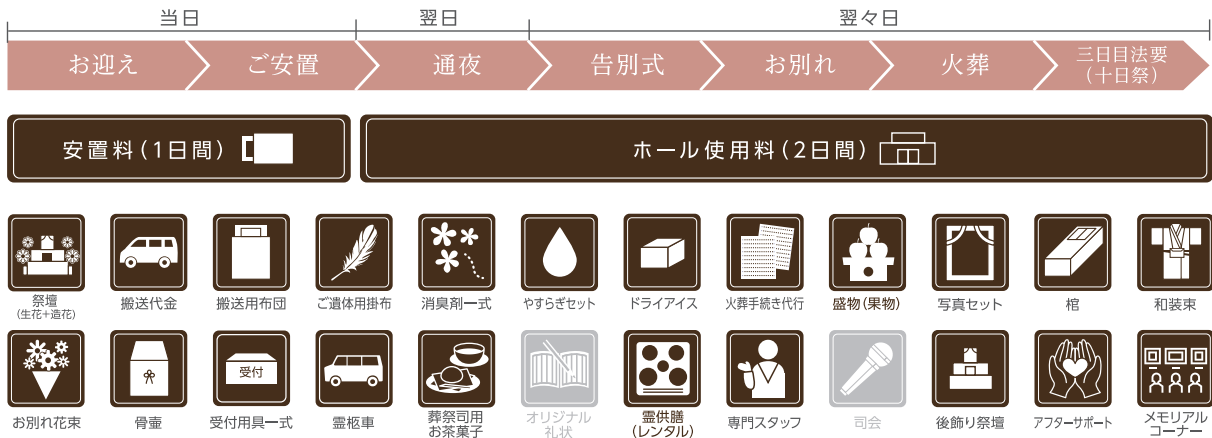 当日
翌日
翌々日
お迎え
ご安置
通夜
告別式
お別れ
火葬
三日目法要
(十日祭)
安置料(1日間)
ホール使用料(2日間)
祭壇
(生花+造花)
搬送代金
搬送用布団
ご遺体用掛布
消臭剤一式
やすらぎセット
ドライアイス
火葬手続き代行
盛物(果物)
写真セット
棺
和装束
お別れ花束
骨壷
受付
受付用具一式
霊柩車
葬祭司用
お茶菓子
オリジナル
礼状
霊供膳
(レンタル)
専門スタッフ
司会
後飾り祭壇
アフターサポート
メモリアル
コーナー